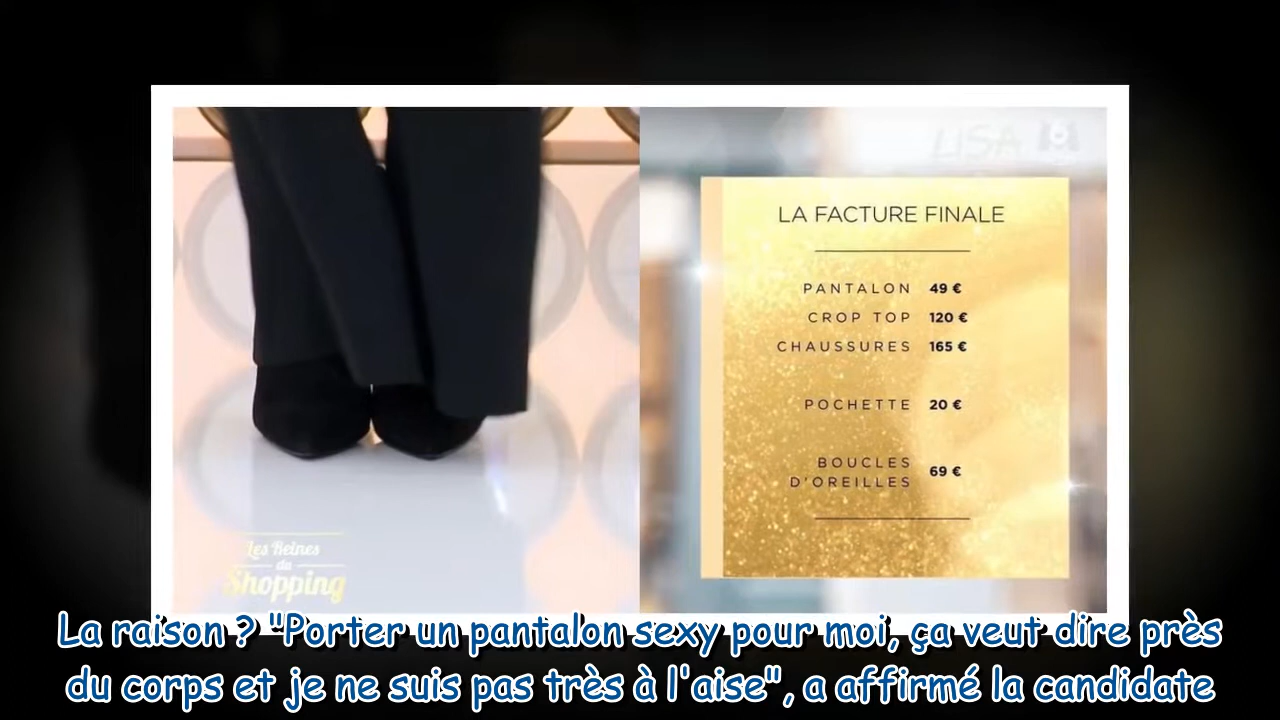 LISA 6
LA FACTURE FINALE
PANTALON 49 €
CROP TOP 120 €
CHAUSSURES 165 €
POCHETTE 20 €
BOUCLES
D'OREILLES 69 €
Les Reines
du
Shopping
La raison ? "Porter un pantalon sexy pour moi, ça veut dire près
du corps et je ne suis pas très à l'aise", a affirmé la candidate